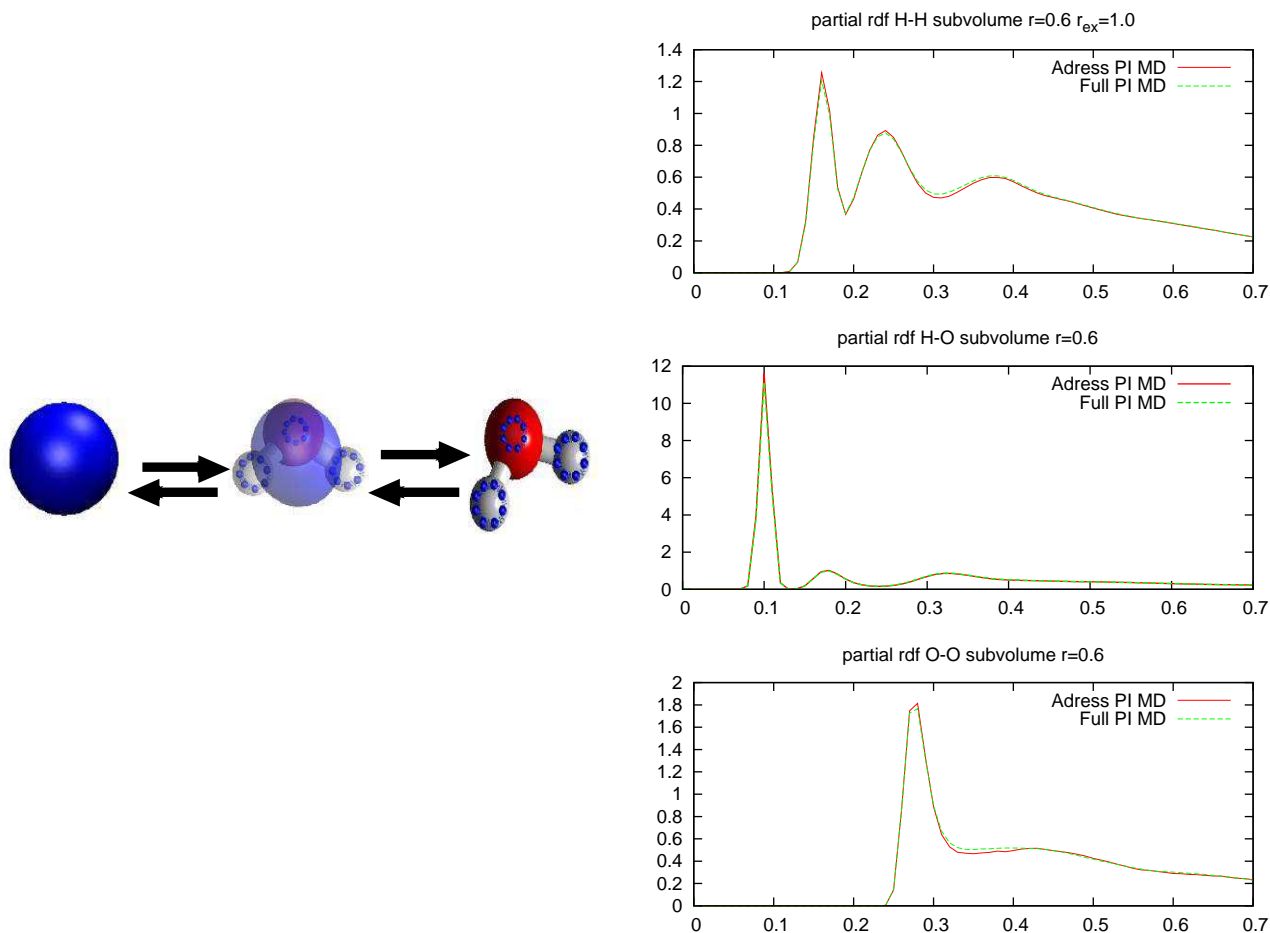 partial rdf H-H subvolume r=0.6 r_ex=1.0
1.4
1.2
1
0.8
0.6
0.4
0.2
0
Adress PI MD
Full PI MD
0 0.1 0.2 0.3 0.4 0.5 0.6 0.7
partial rdf H-O subvolume r=0.6
12
10
8
6
4
2
0
Adress PI MD
Full PI MD
0 0.1 0.2 0.3 0.4 0.5 0.6 0.7
partial rdf O-O subvolume r=0.6
2
1.8
1.6
1.4
1.2
1
0.8
0.6
0.4
0.2
0
Adress PI MD
Full PI MD
0 0.1 0.2 0.3 0.4 0.5 0.6 0.7